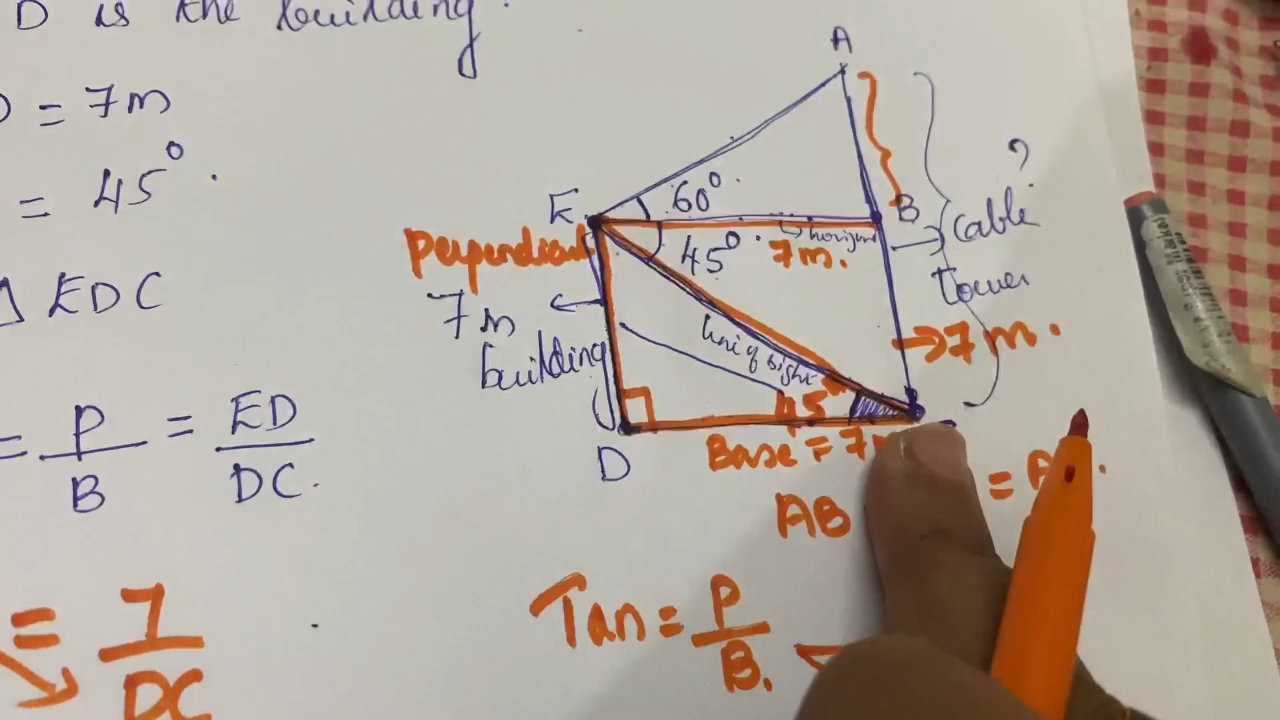 D is the building.
D = 7m
= 45°.
△ EDC
= P/B = ED/DC.
= 7/DC
A
E
60°.
B
Perpendicular
45°.
horizon
7m.
Cable
?
Tower
7m
building
line of sight
7m.
45°
D
Base = 7
AB
= A
Tan = P/B.